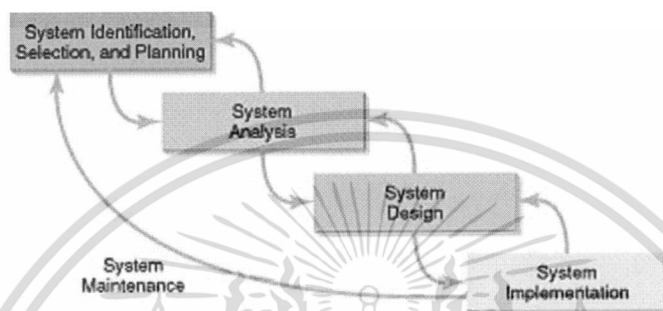 System Identification,
Selection, and Planning
System
Analysis
System
Design
System
Maintenance
System
Implementation